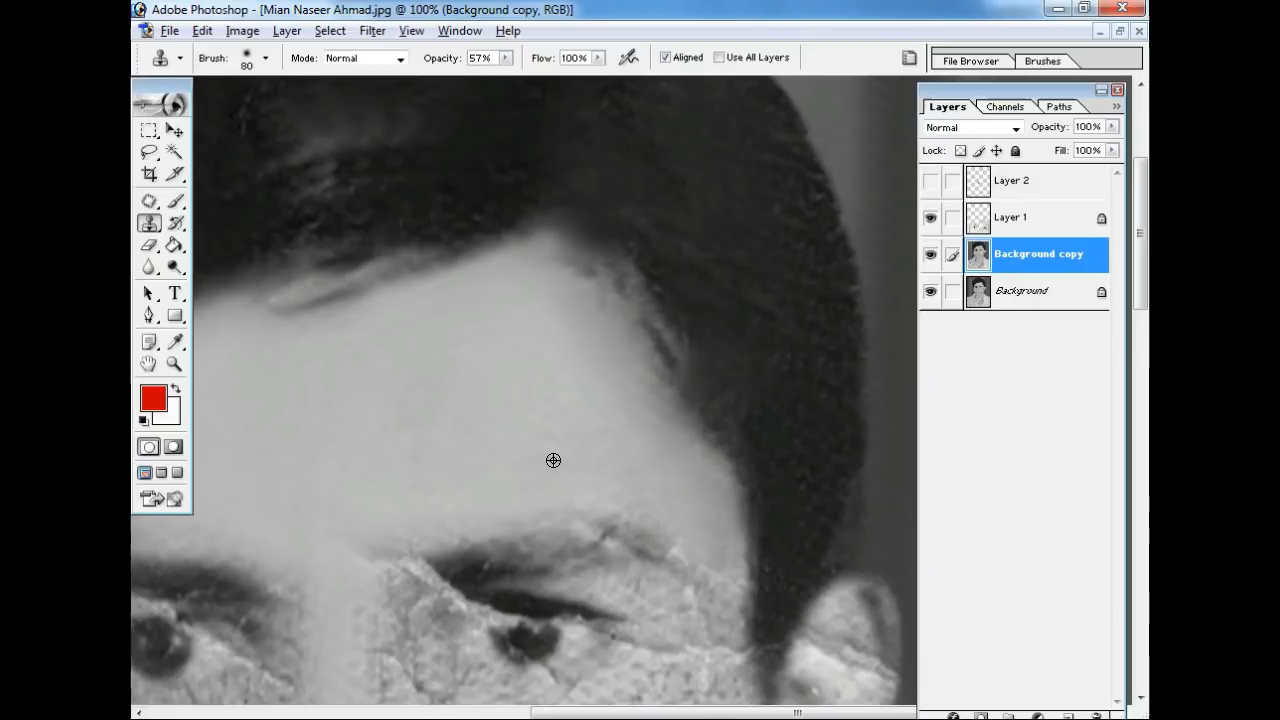 Adobe Photoshop - [Mian Naseer Ahmad.jpg @ 100% (Background copy, RGB)]
File Edit Image Layer Select Filter View Window Help
Brush: 80 Mode: Normal Opacity: 57% Flow: 100% Aligned Use All Layers File Browser Brushes
Layers Channels Paths
Normal Opacity: 100%
Lock: Fill: 100%
Layer 2
Layer 1
Background copy
Background
T